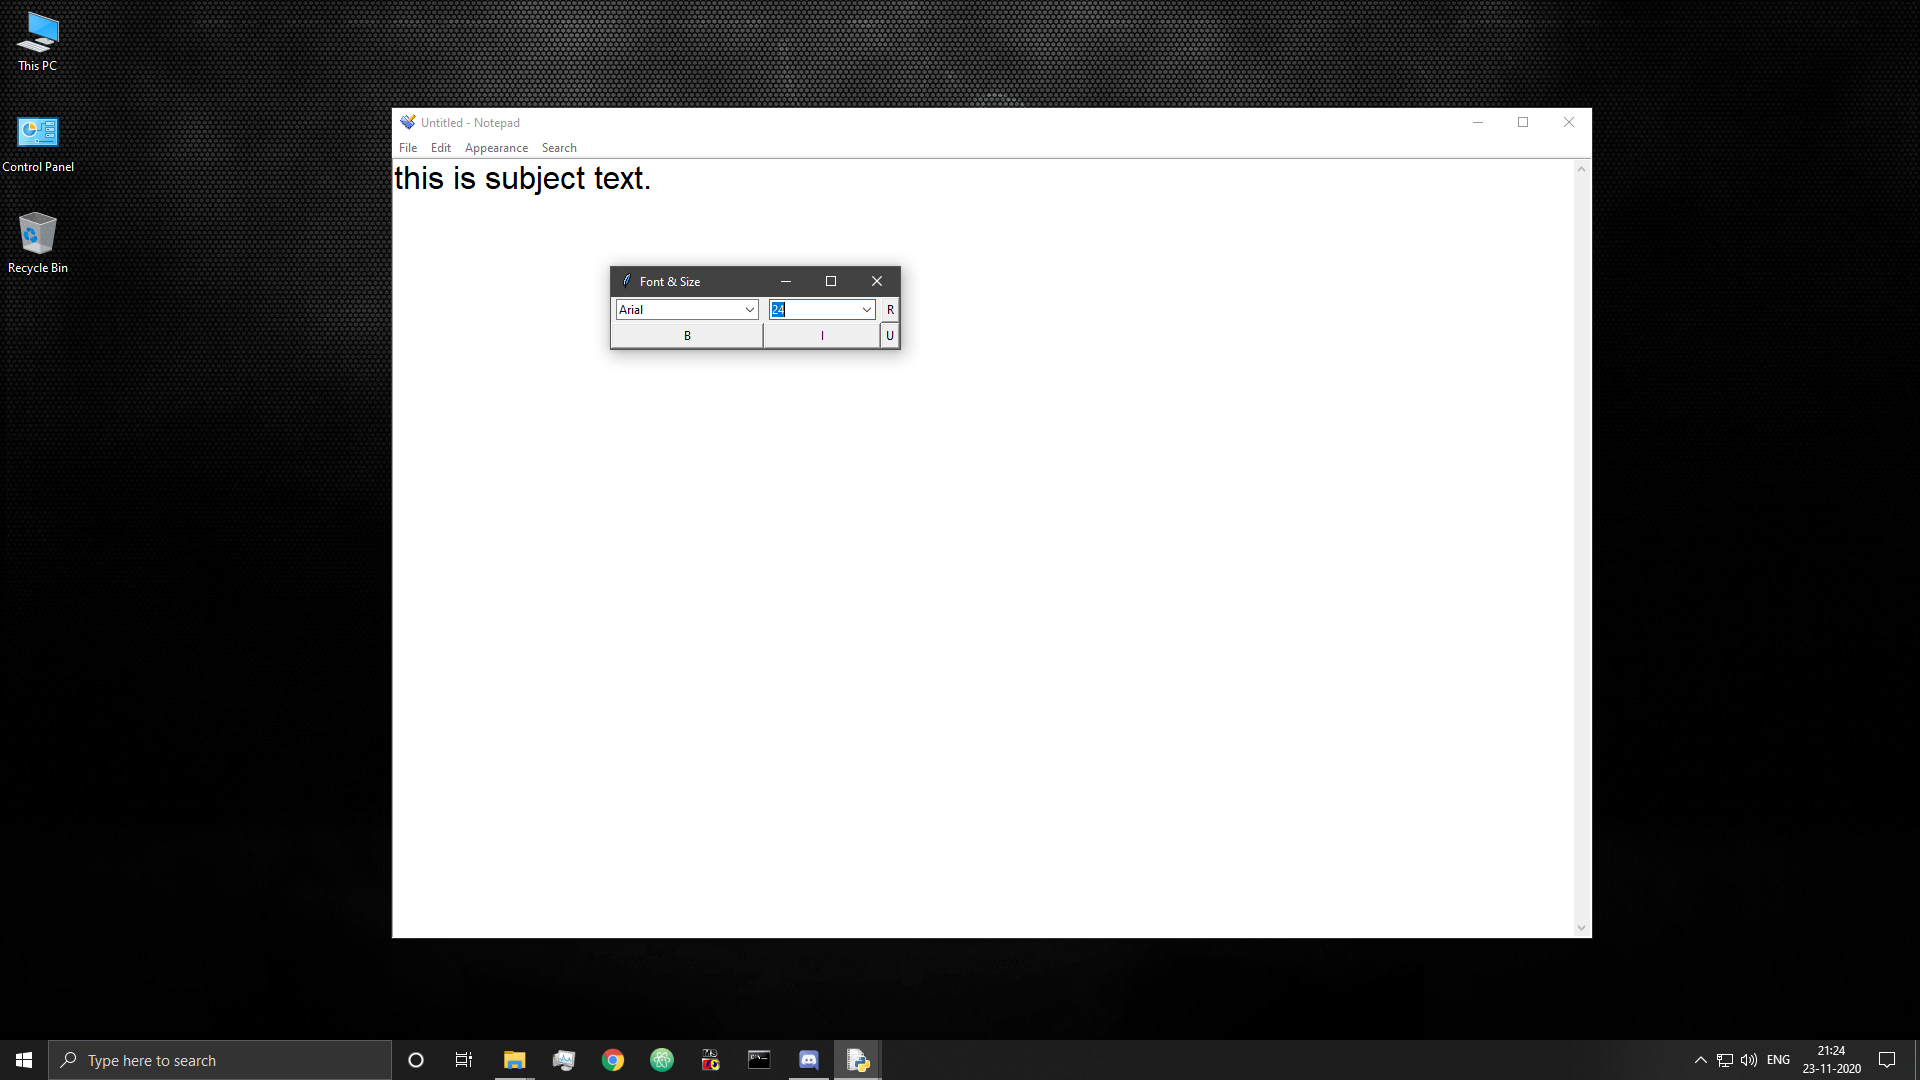 This PC
Control Panel
Recycle Bin
Untitled - Notepad
File Edit Appearance Search
this is subject text.
Font & Size
Arial 24 R
B I U
Type here to search
ENG
21:24
23-11-2020